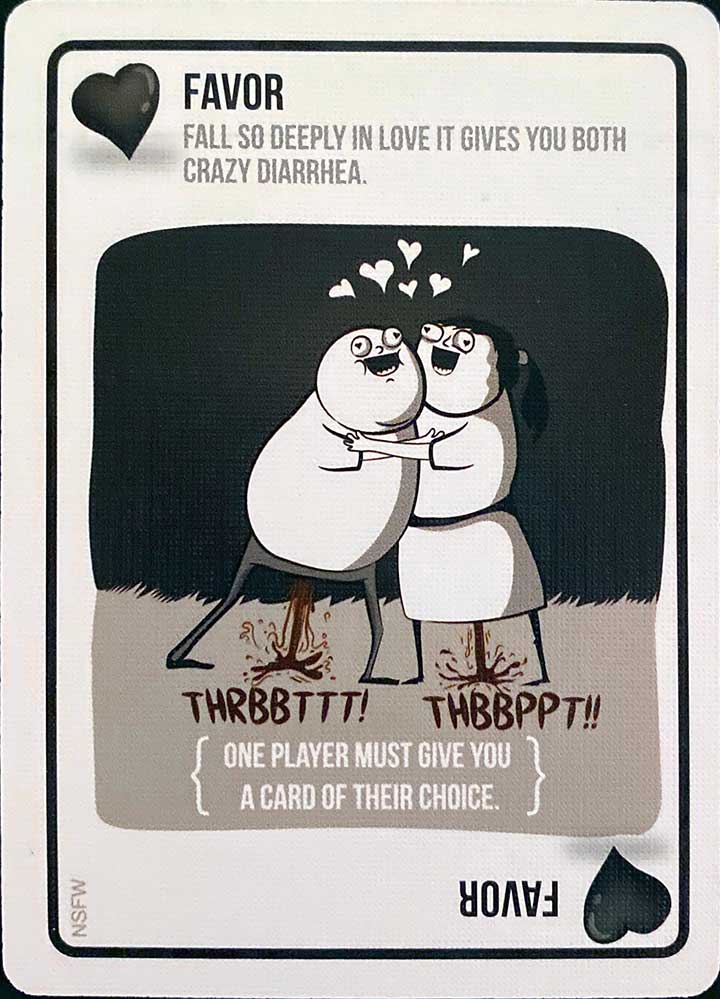 FAVOR
FALL SO DEEPLY IN LOVE IT GIVES YOU BOTH
CRAZY DIARRHEA.
THRBBTTT!
THBBPPT!!
ONE PLAYER MUST GIVE YOU
A CARD OF THEIR CHOICE.
FAVOR
NSFW